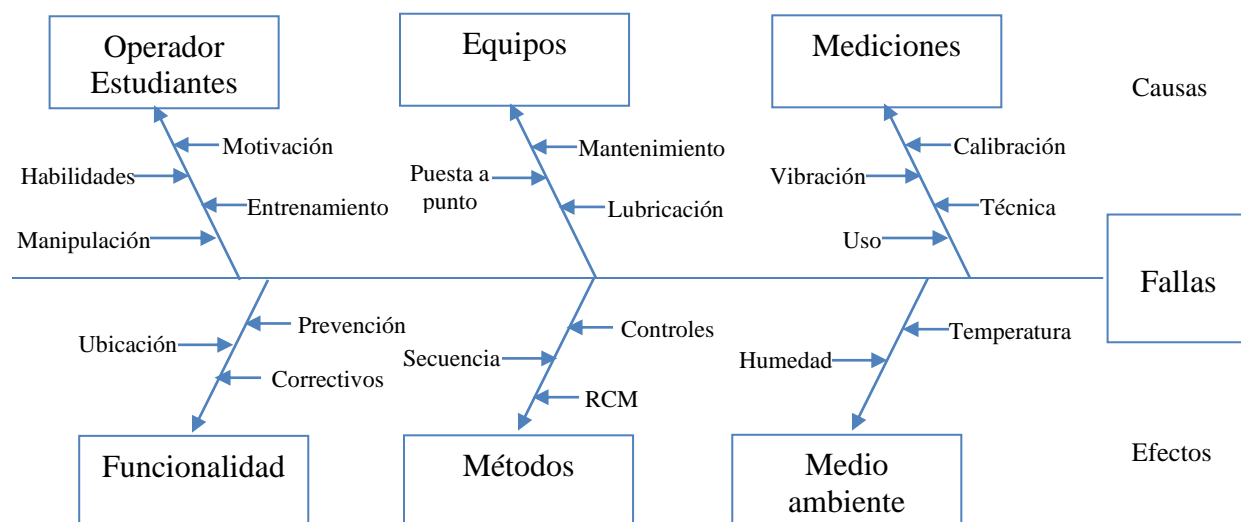 Operador
Estudiantes
Equipos
Mediciones
Causas
Motivación
Habilidades
Entrenamiento
Manipulación
Mantenimiento
Puesta a
punto
Lubricación
Calibración
Vibración
Técnica
Uso
Fallas
Prevención
Ubicación
Correctivos
Controles
Secuencia
RCM
Temperatura
Humedad
Funcionalidad
Métodos
Medio
ambiente
Efectos